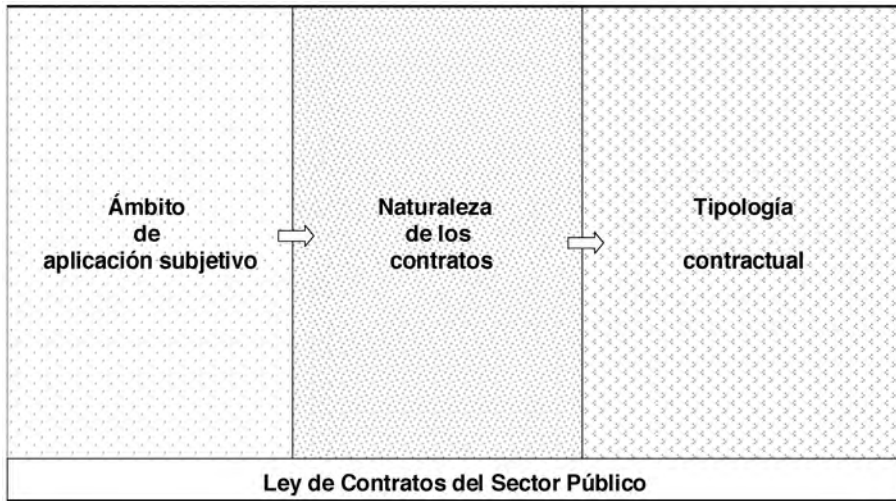 Ámbito
de
aplicación subjetivo
Naturaleza
de los
contratos
Tipología
contractual
Ley de Contratos del Sector Público